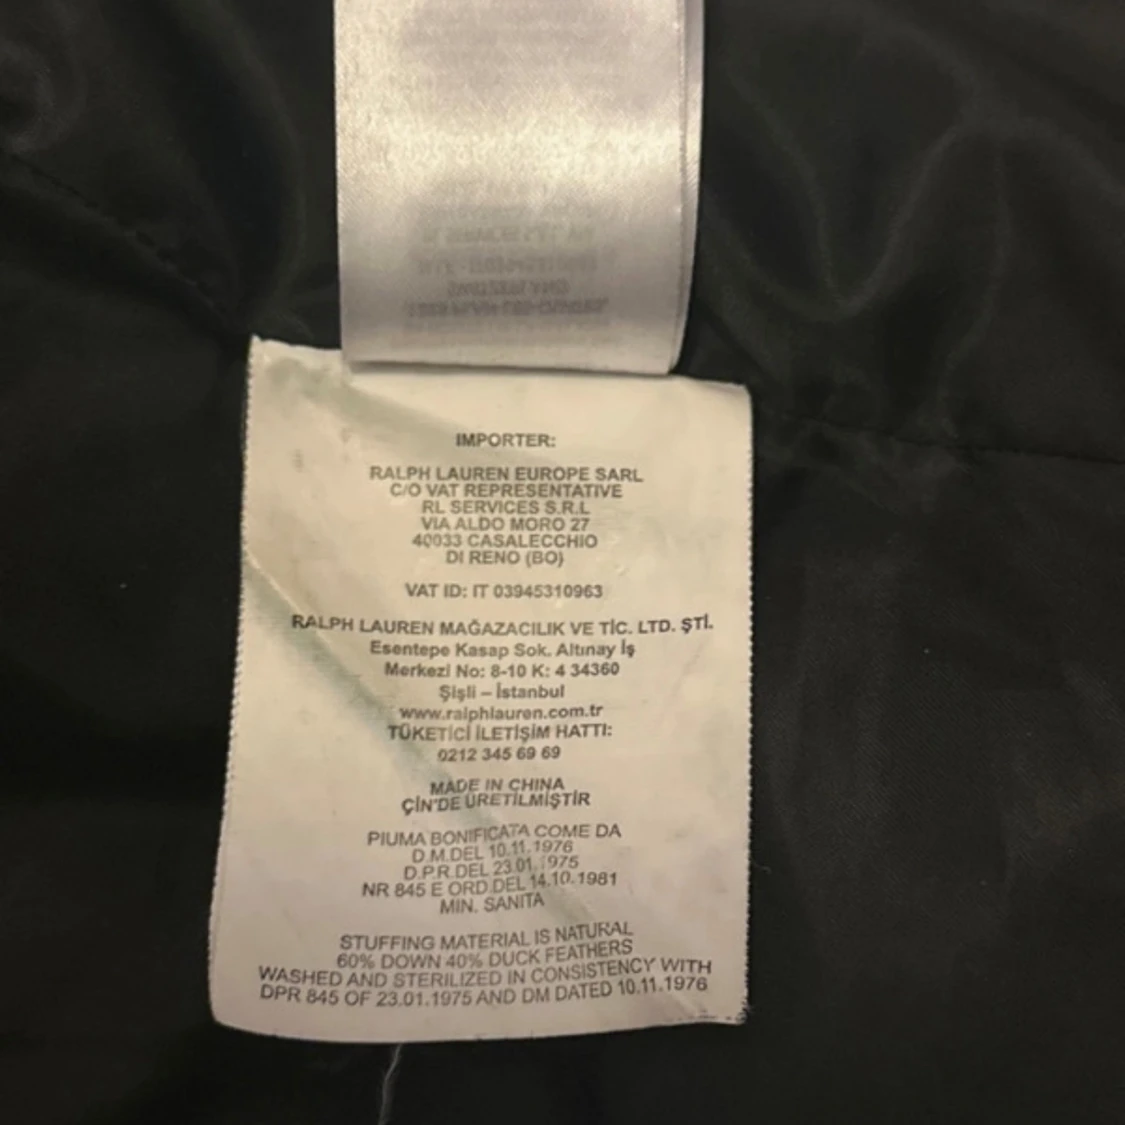 IMPORTER:
RALPH LAUREN EUROPE SARL
C/O VAT REPRESENTATIVE
RL SERVICES S.R.L
VIA ALDO MORO 27
40033 CASALECCHIO
DI RENO (BO)
VAT ID: IT 03945310963
RALPH LAUREN MAĞAZACILIK VE TİC. LTD. ŞTİ.
Esentepe Kasap Sok. Altınay İş
Merkezi No: 8-10 K: 4 34360
Şişli – İstanbul
www.ralphlauren.com.tr
TÜKETİCİ İLETİŞİM HATTI:
0212 345 69 69
MADE IN CHINA
ÇİN'DE ÜRETİLMİŞTİR
PIUMA BONIFICATA COME DA
D.M.DEL 10.11.1976
D.P.R.DEL 23.01.1975
NR 845 E ORD.DEL 14.10.1981
MIN. SANITA
STUFFING MATERIAL IS NATURAL
60% DOWN 40% DUCK FEATHERS
WASHED AND STERILIZED IN CONSISTENCY WITH
DPR 845 OF 23.01.1975 AND DM DATED 10.11.1976